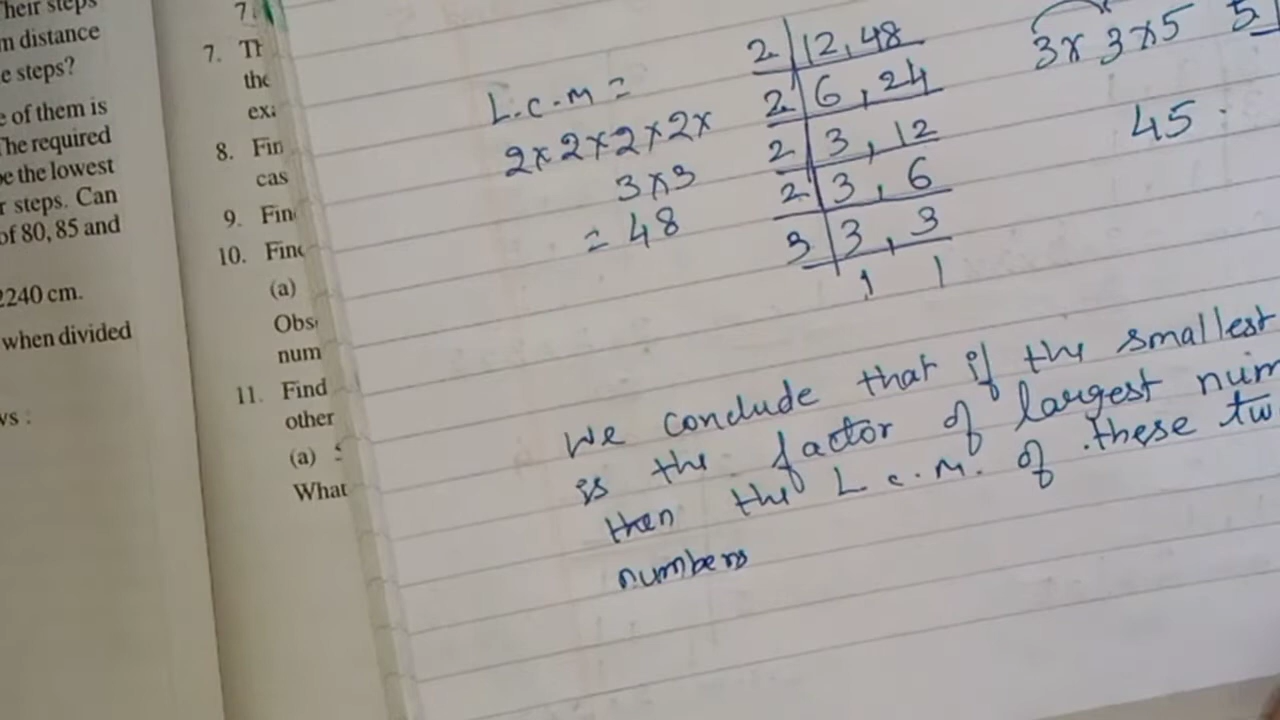 Their steps
m distance
e steps?
e of them is
The required
be the lowest
r steps. Can
of 80, 85 and
2240 cm.
when divided
ws :
7.
7. Th
the
exa
8. Fin
cas
9. Fin
10. Find
(a)
Obs
num
11. Find
other
(a)
What
L.c.m =
2x2x2x2x
3x3
= 48
2 12, 48
2 6, 24
2 3, 12
2 3, 6
3 3, 3
1 1
3x3x5
45
5
We conclude that if the smallest
is the factor of largest num
then the L.c.m. of these tw
numbers